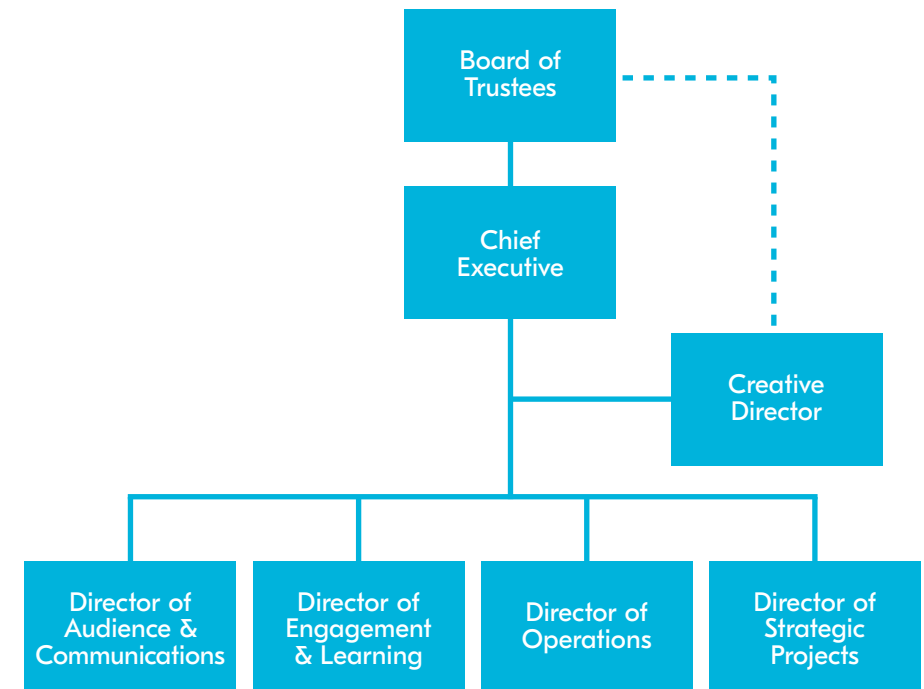 Board of
Trustees
Chief
Executive
Creative
Director
Director of
Audience &
Communications
Director of
Engagement
& Learning
Director of
Operations
Director of
Strategic
Projects